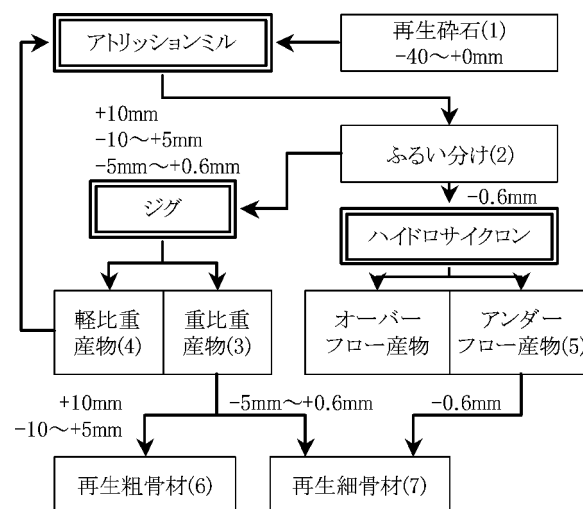 アトリッションミル
再生砕石(1)
-40～+0mm
+10mm
-10～+5mm
-5mm～+0.6mm
ふるい分け(2)
-0.6mm
ジグ
ハイドロサイクロン
軽比重
産物(4)
重比重
産物(3)
オーバー
フロー産物
アンダー
フロー産物(5)
+10mm
-10～+5mm
-5mm～+0.6mm
-0.6mm
再生粗骨材(6)
再生細骨材(7)